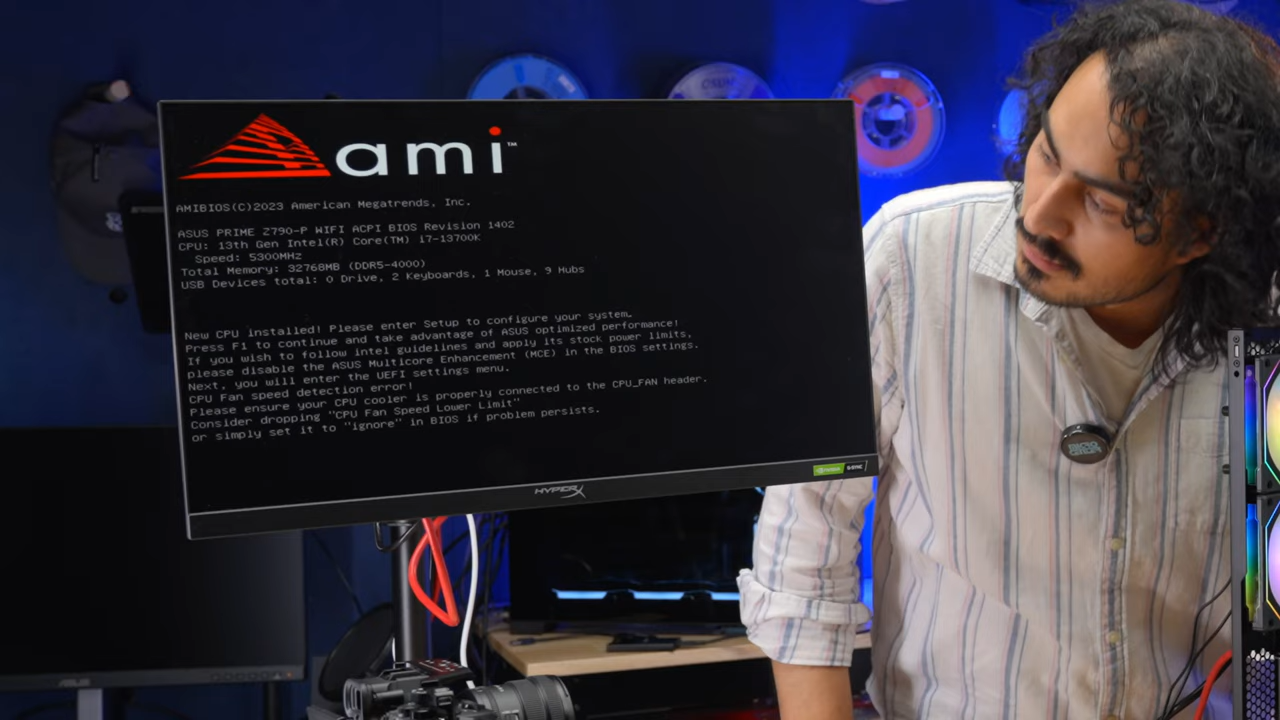 ami™
AMIBIOS(C)2023 American Megatrends, Inc.
ASUS PRIME Z790-P WIFI ACPI BIOS Revision 1402
CPU: 13th Gen Intel(R) Core(TM) i7-13700K
Speed: 5300MHz
Total Memory: 32768MB (DDR5-4000)
USB Devices total: 0 Drive, 2 Keyboards, 1 Mouse, 9 Hubs
New CPU installed! Please enter Setup to configure your system.
Press F1 to continue and take advantage of ASUS optimized performance!
If you wish to follow intel guidelines and apply its stock power limits,
please disable the ASUS Multicore Enhancement (MCE) in the BIOS settings.
Next, you will enter the UEFI settings menu.
CPU Fan speed detection error!
Please ensure your CPU cooler is properly connected to the CPU_FAN header.
Consider dropping "CPU Fan Speed Lower Limit"
or simply set it to "ignore" in BIOS if problem persists.
NVIDIA G-SYNC
HYPERX
MICRO CENTER
ASUS